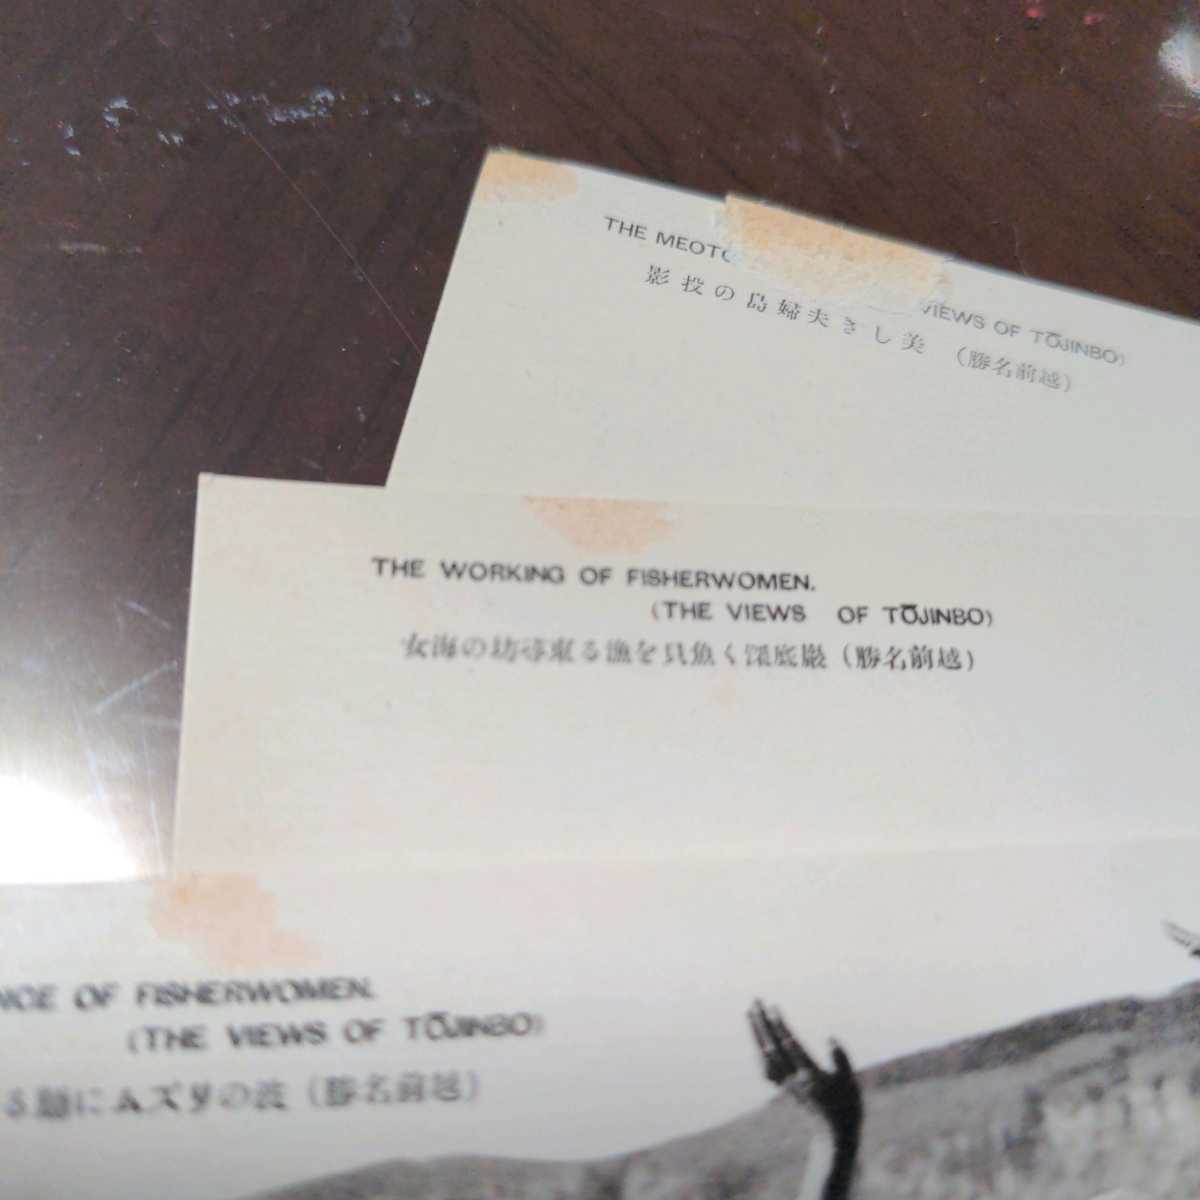 THE MEOTO
VIEWS OF TŌJINBO)
影投の島婦夫きし美 (勝名前越)
THE WORKING OF FISHERWOMEN.
(THE VIEWS OF TŌJINBO)
女海の坊尋東る漁を貝魚く深底巌 (勝名前越)
OF FISHERWOMEN.
(THE VIEWS OF TŌJINBO)
る踊にムズリの波 (勝名前越)